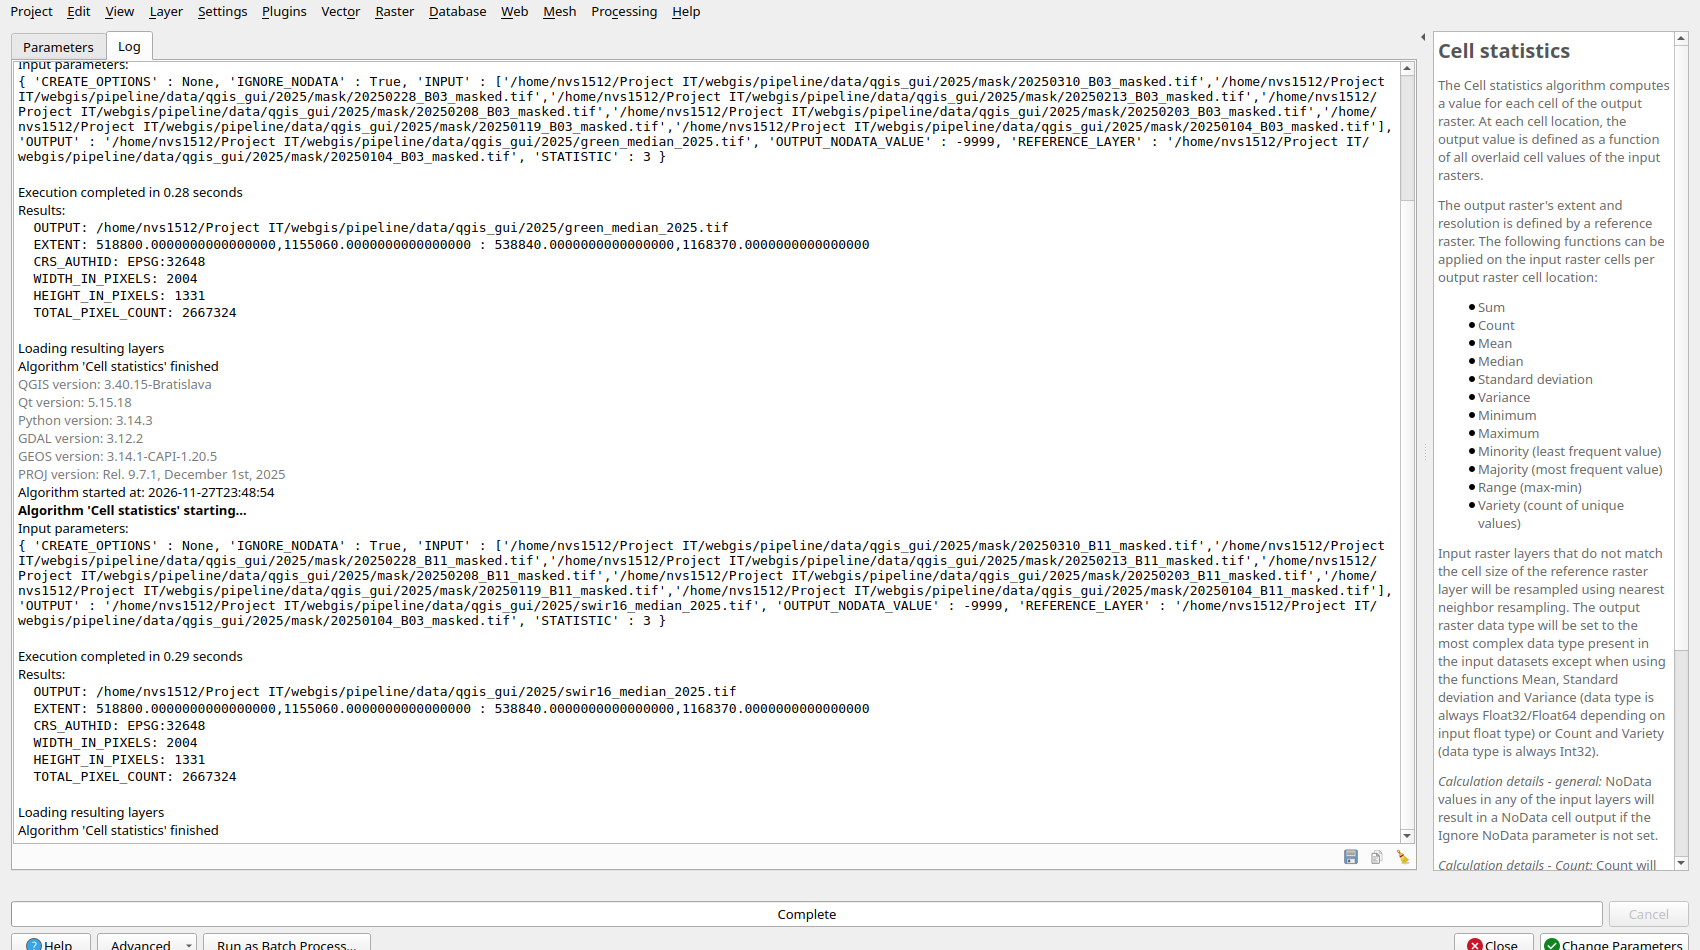 Project Edit View Layer Settings Plugins Vector Raster Database Web Mesh Processing Help
Parameters Log
Input parameters:
{ 'CREATE_OPTIONS' : None, 'IGNORE_NODATA' : True, 'INPUT' : ['/home/nvs1512/Project IT/webgis/pipeline/data/qgis_gui/2025/mask/20250310_B03_masked.tif','/home/nvs1512/Project
IT/webgis/pipeline/data/qgis_gui/2025/mask/20250228_B03_masked.tif','/home/nvs1512/Project IT/webgis/pipeline/data/qgis_gui/2025/mask/20250213_B03_masked.tif','/home/nvs1512/
Project IT/webgis/pipeline/data/qgis_gui/2025/mask/20250208_B03_masked.tif','/home/nvs1512/Project IT/webgis/pipeline/data/qgis_gui/2025/mask/20250203_B03_masked.tif','/home/
nvs1512/Project IT/webgis/pipeline/data/qgis_gui/2025/mask/20250119_B03_masked.tif','/home/nvs1512/Project IT/webgis/pipeline/data/qgis_gui/2025/mask/20250104_B03_masked.tif'],
'OUTPUT' : '/home/nvs1512/Project IT/webgis/pipeline/data/qgis_gui/2025/green_median_2025.tif', 'OUTPUT_NODATA_VALUE' : -9999, 'REFERENCE_LAYER' : '/home/nvs1512/Project IT/
webgis/pipeline/data/qgis_gui/2025/mask/20250104_B03_masked.tif', 'STATISTIC' : 3 }
Execution completed in 0.28 seconds
Results:
OUTPUT: /home/nvs1512/Project IT/webgis/pipeline/data/qgis_gui/2025/green_median_2025.tif
EXTENT: 518800.0000000000000000,1155060.0000000000000000 : 538840.0000000000000000,1168370.0000000000000000
CRS_AUTHID: EPSG:32648
WIDTH_IN_PIXELS: 2004
HEIGHT_IN_PIXELS: 1331
TOTAL_PIXEL_COUNT: 2667324
Loading resulting layers
Algorithm 'Cell statistics' finished
QGIS version: 3.40.15-Bratislava
Qt version: 5.15.18
Python version: 3.14.3
GDAL version: 3.12.2
GEOS version: 3.14.1-CAPI-1.20.5
PROJ version: Rel. 9.7.1, December 1st, 2025
Algorithm started at: 2026-11-27T23:48:54
Algorithm 'Cell statistics' starting…
Input parameters:
{ 'CREATE_OPTIONS' : None, 'IGNORE_NODATA' : True, 'INPUT' : ['/home/nvs1512/Project IT/webgis/pipeline/data/qgis_gui/2025/mask/20250310_B11_masked.tif','/home/nvs1512/Project
IT/webgis/pipeline/data/qgis_gui/2025/mask/20250228_B11_masked.tif','/home/nvs1512/Project IT/webgis/pipeline/data/qgis_gui/2025/mask/20250213_B11_masked.tif','/home/nvs1512/
Project IT/webgis/pipeline/data/qgis_gui/2025/mask/20250208_B11_masked.tif','/home/nvs1512/Project IT/webgis/pipeline/data/qgis_gui/2025/mask/20250203_B11_masked.tif','/home/
nvs1512/Project IT/webgis/pipeline/data/qgis_gui/2025/mask/20250119_B11_masked.tif','/home/nvs1512/Project IT/webgis/pipeline/data/qgis_gui/2025/mask/20250104_B11_masked.tif'],
'OUTPUT' : '/home/nvs1512/Project IT/webgis/pipeline/data/qgis_gui/2025/swir16_median_2025.tif', 'OUTPUT_NODATA_VALUE' : -9999, 'REFERENCE_LAYER' : '/home/nvs1512/Project IT/
webgis/pipeline/data/qgis_gui/2025/mask/20250104_B03_masked.tif', 'STATISTIC' : 3 }
Execution completed in 0.29 seconds
Results:
OUTPUT: /home/nvs1512/Project IT/webgis/pipeline/data/qgis_gui/2025/swir16_median_2025.tif
EXTENT: 518800.0000000000000000,1155060.0000000000000000 : 538840.0000000000000000,1168370.0000000000000000
CRS_AUTHID: EPSG:32648
WIDTH_IN_PIXELS: 2004
HEIGHT_IN_PIXELS: 1331
TOTAL_PIXEL_COUNT: 2667324
Loading resulting layers
Algorithm 'Cell statistics' finished
Cell statistics
The Cell statistics algorithm computes
a value for each cell of the output
raster. At each cell location, the
output value is defined as a function
of all overlaid cell values of the input
rasters.
The output raster's extent and
resolution is defined by a reference
raster. The following functions can be
applied on the input raster cells per
output raster cell location:
● Sum
● Count
● Mean
● Median
● Standard deviation
● Variance
● Minimum
● Maximum
● Minority (least frequent value)
● Majority (most frequent value)
● Range (max-min)
● Variety (count of unique
values)
Input raster layers that do not match
the cell size of the reference raster
layer will be resampled using nearest
neighbor resampling. The output
raster data type will be set to the
most complex data type present in
the input datasets except when using
the functions Mean, Standard
deviation and Variance (data type is
always Float32/Float64 depending on
input float type) or Count and Variety
(data type is always Int32).
Calculation details - general: NoData
values in any of the input layers will
result in a NoData cell output if the
Ignore NoData parameter is not set.
Calculation details - Count: Count will
Complete
Cancel
Help Advanced Run as Batch Process… Close Change Parameters